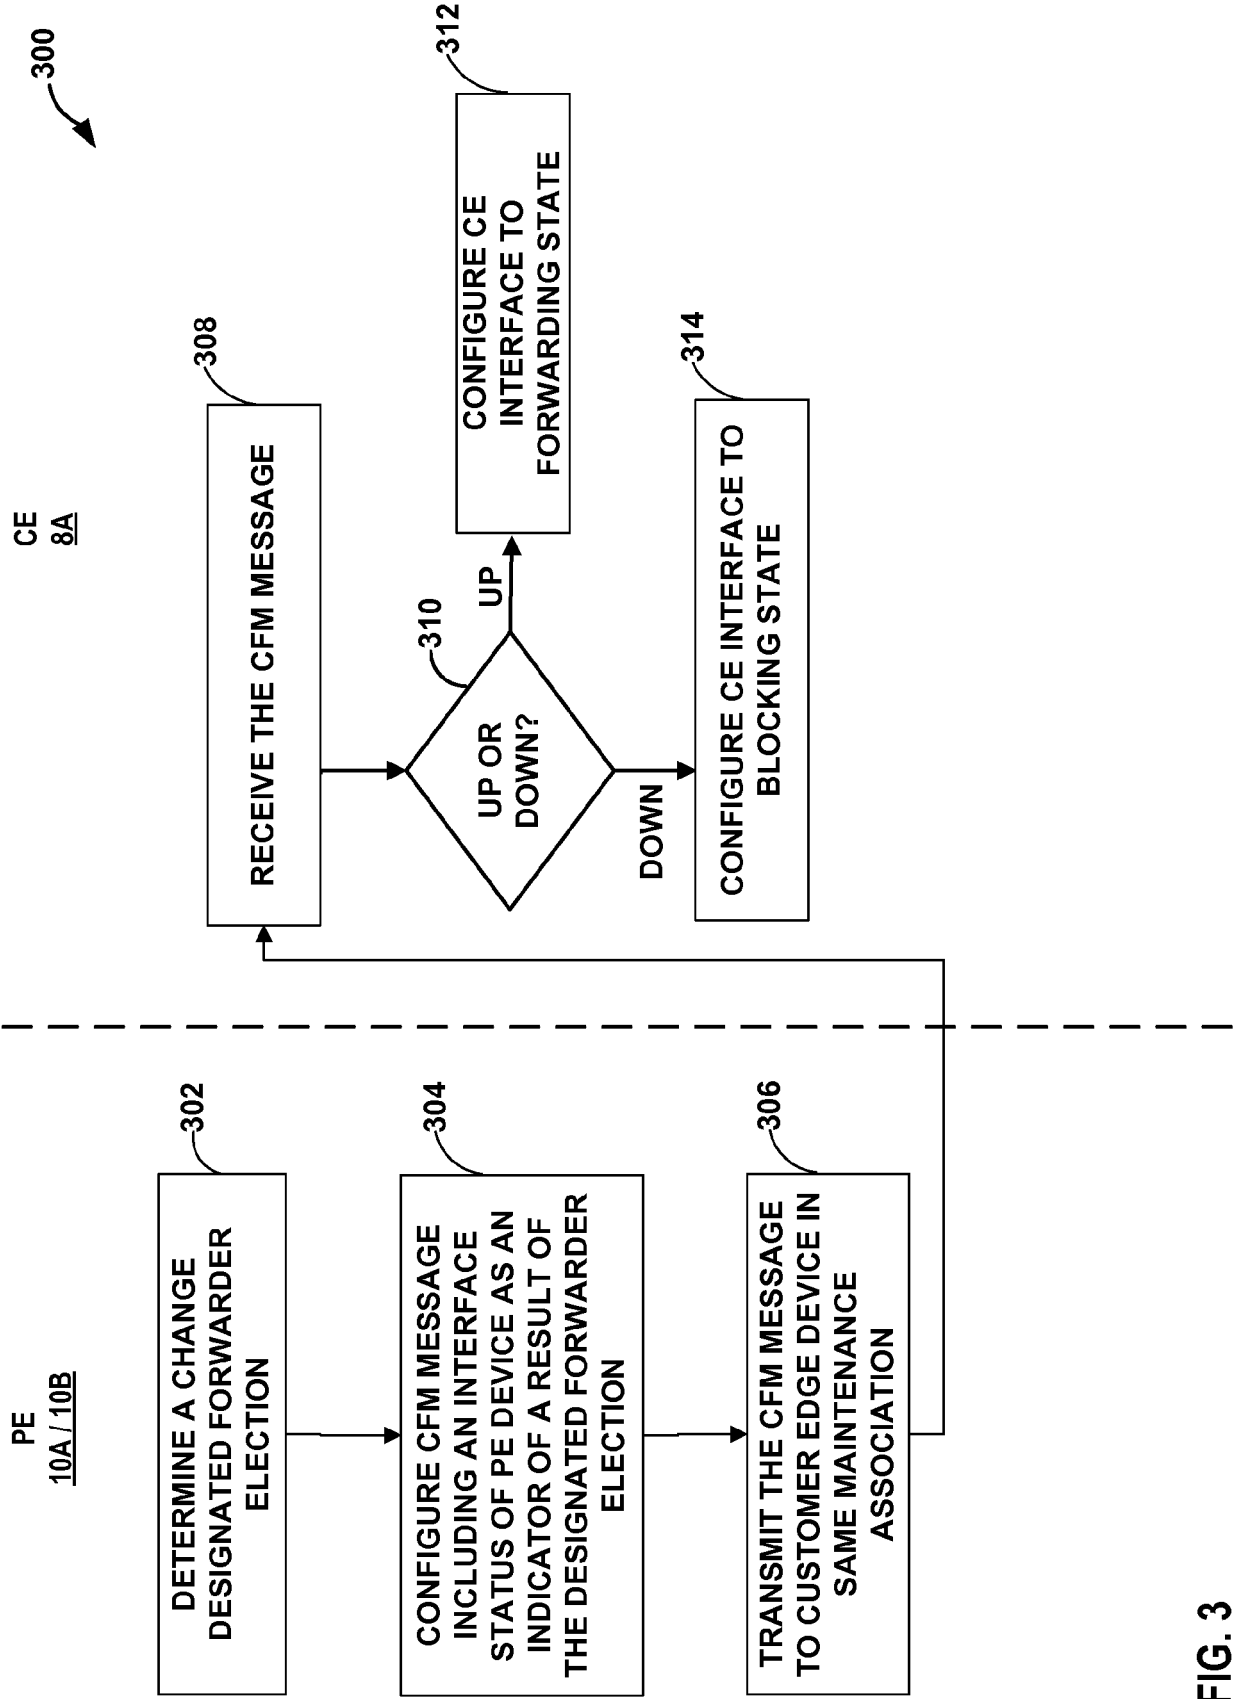 300
PE
10A / 10B
CE
8A
302
DETERMINE A CHANGE
DESIGNATED FORWARDER
ELECTION
304
CONFIGURE CFM MESSAGE
INCLUDING AN INTERFACE
STATUS OF PE DEVICE AS AN
INDICATOR OF A RESULT OF
THE DESIGNATED FORWARDER
ELECTION
306
TRANSMIT THE CFM MESSAGE
TO CUSTOMER EDGE DEVICE IN
SAME MAINTENANCE
ASSOCIATION
308
RECEIVE THE CFM MESSAGE
310
UP OR
DOWN?
UP
312
CONFIGURE CE
INTERFACE TO
FORWARDING STATE
DOWN
314
CONFIGURE CE INTERFACE TO
BLOCKING STATE
FIG. 3